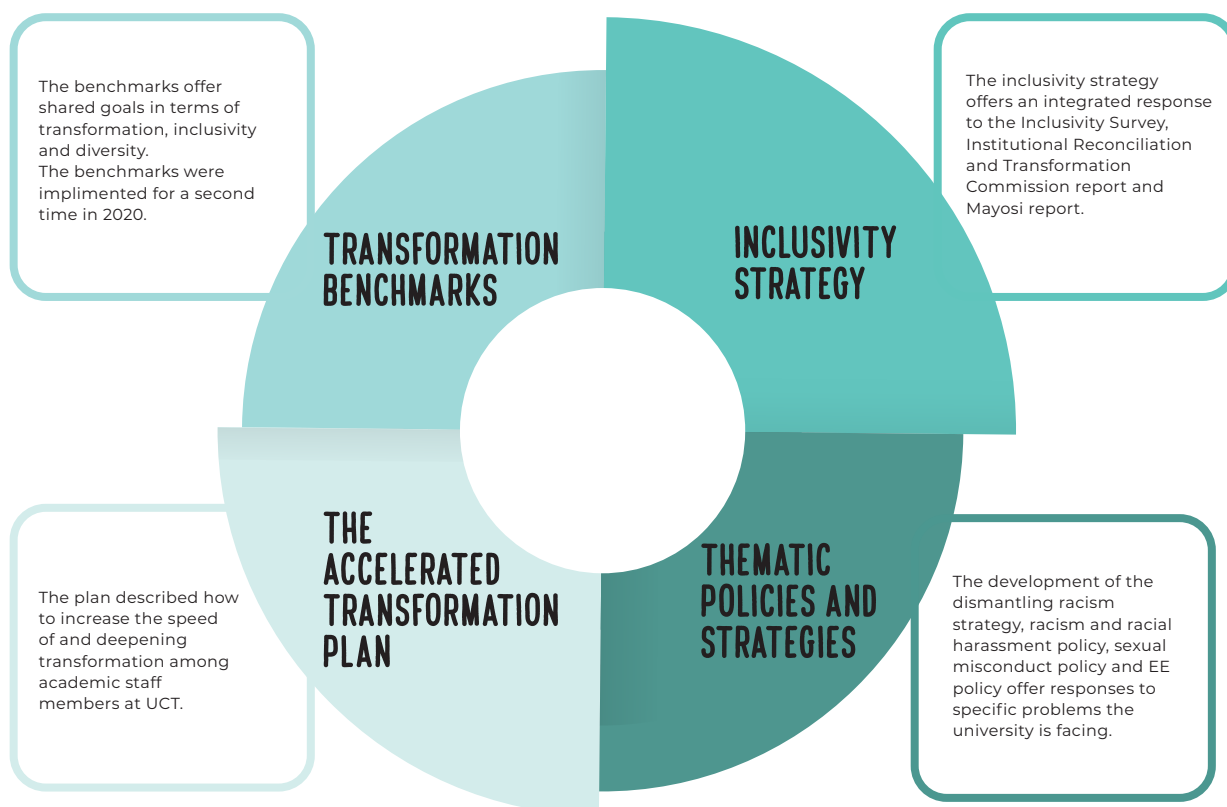 The benchmarks offer
shared goals in terms of
transformation, inclusivity
and diversity.
The benchmarks were
implimented for a second
time in 2020.
TRANSFORMATION
BENCHMARKS
INCLUSIVITY
STRATEGY
The inclusivity strategy
offers an integrated response
to the Inclusivity Survey,
Institutional Reconciliation
and Transformation
Commission report and
Mayosi report.
The plan described how
to increase the speed
of and deepening
transformation among
academic staff
members at UCT.
THE
ACCELERATED
TRANSFORMATION
PLAN
THEMATIC
POLICIES AND
STRATEGIES
The development of the
dismantling racism
strategy, racism and racial
harassment policy, sexual
misconduct policy and EE
policy offer responses to
specific problems the
university is facing.